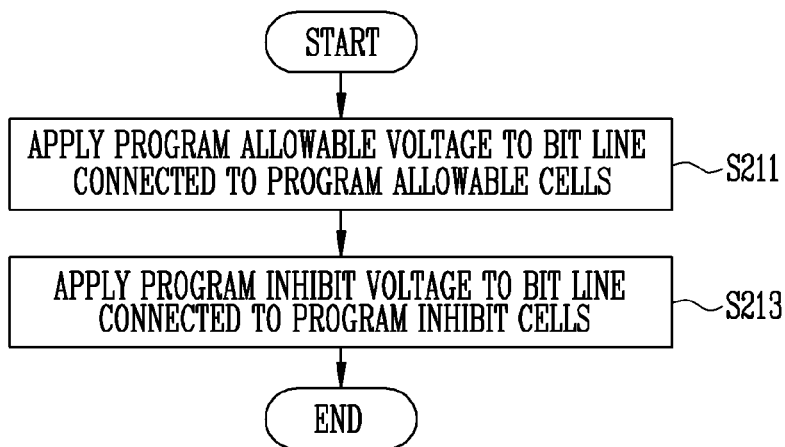 START
APPLY PROGRAM ALLOWABLE VOLTAGE TO BIT LINE
CONNECTED TO PROGRAM ALLOWABLE CELLS
S211
APPLY PROGRAM INHIBIT VOLTAGE TO BIT LINE
CONNECTED TO PROGRAM INHIBIT CELLS
S213
END